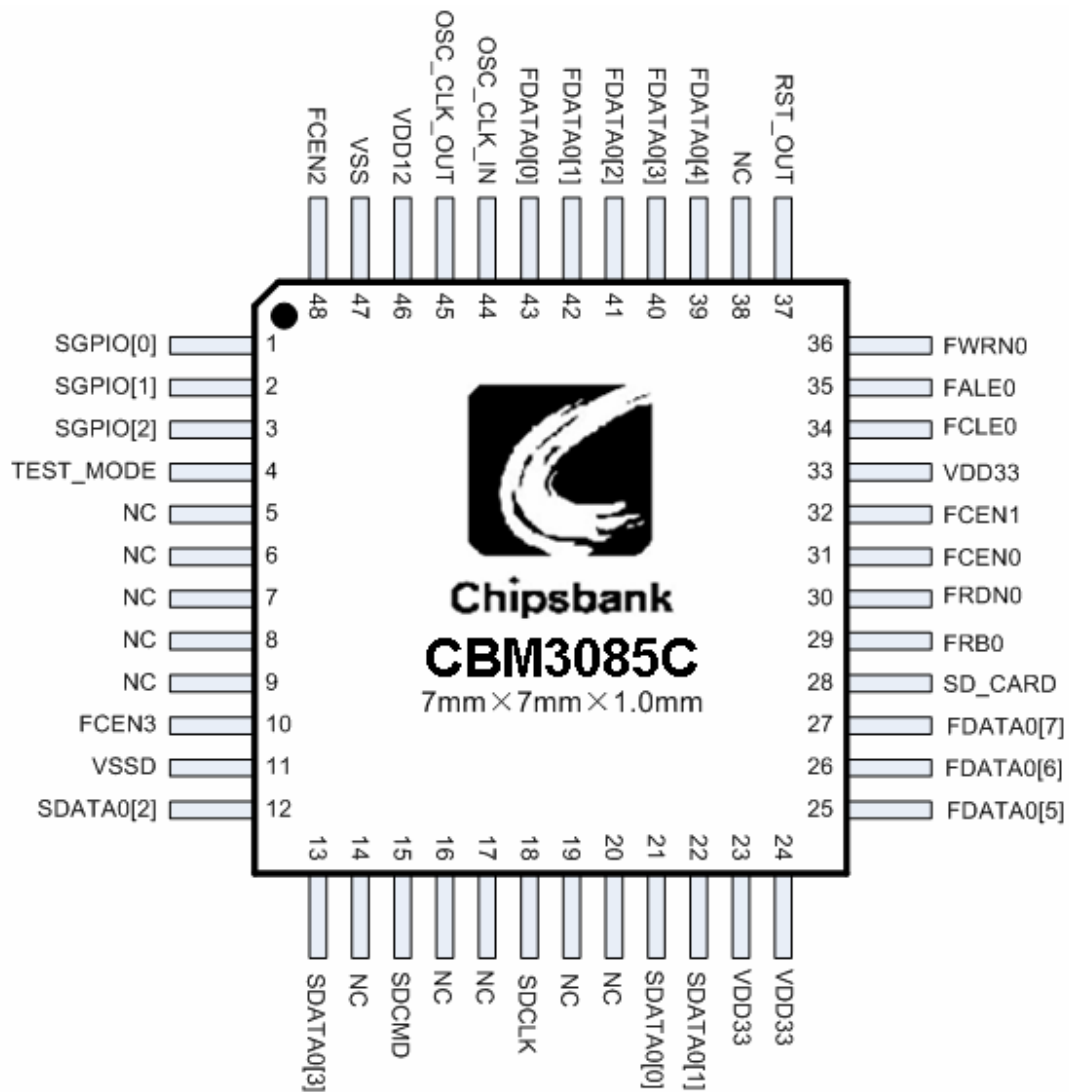 FCEN2
VSS
VDD12
OSC_CLK_OUT
OSC_CLK_IN
FDATA0[0]
FDATA0[1]
FDATA0[2]
FDATA0[3]
FDATA0[4]
NC
RST_OUT
48
47
46
45
44
43
42
41
40
39
38
37
SGPIO[0] 1
SGPIO[1] 2
SGPIO[2] 3
TEST_MODE 4
NC 5
NC 6
NC 7
NC 8
NC 9
FCEN3 10
VSSD 11
SDATA0[2] 12
36 FWRN0
35 FALE0
34 FCLE0
33 VDD33
32 FCEN1
31 FCEN0
30 FRDN0
29 FRB0
28 SD_CARD
27 FDATA0[7]
26 FDATA0[6]
25 FDATA0[5]
Chipsbank
CBM3085C
7mm×7mm×1.0mm
13
14
15
16
17
18
19
20
21
22
23
24
SDATA0[3]
NC
SDCMD
NC
NC
SDCLK
NC
NC
SDATA0[0]
SDATA0[1]
VDD33
VDD33